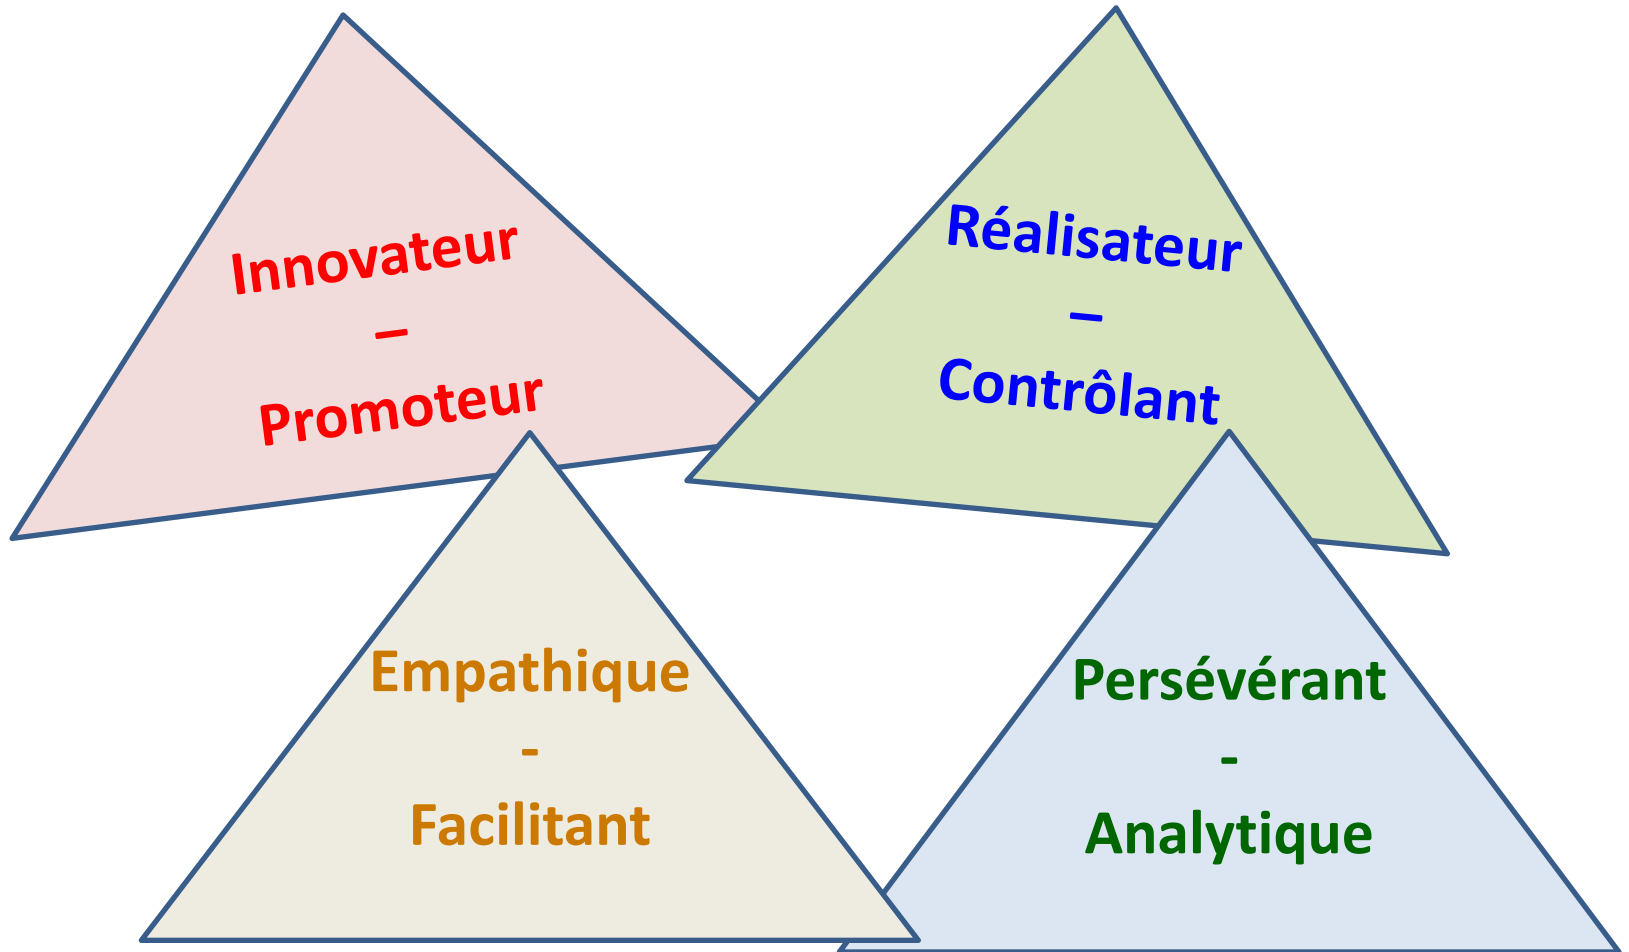 Innovateur
–
Promoteur
Réalisateur
–
Contrôlant
Empathique
-
Facilitant
Persévérant
-
Analytique